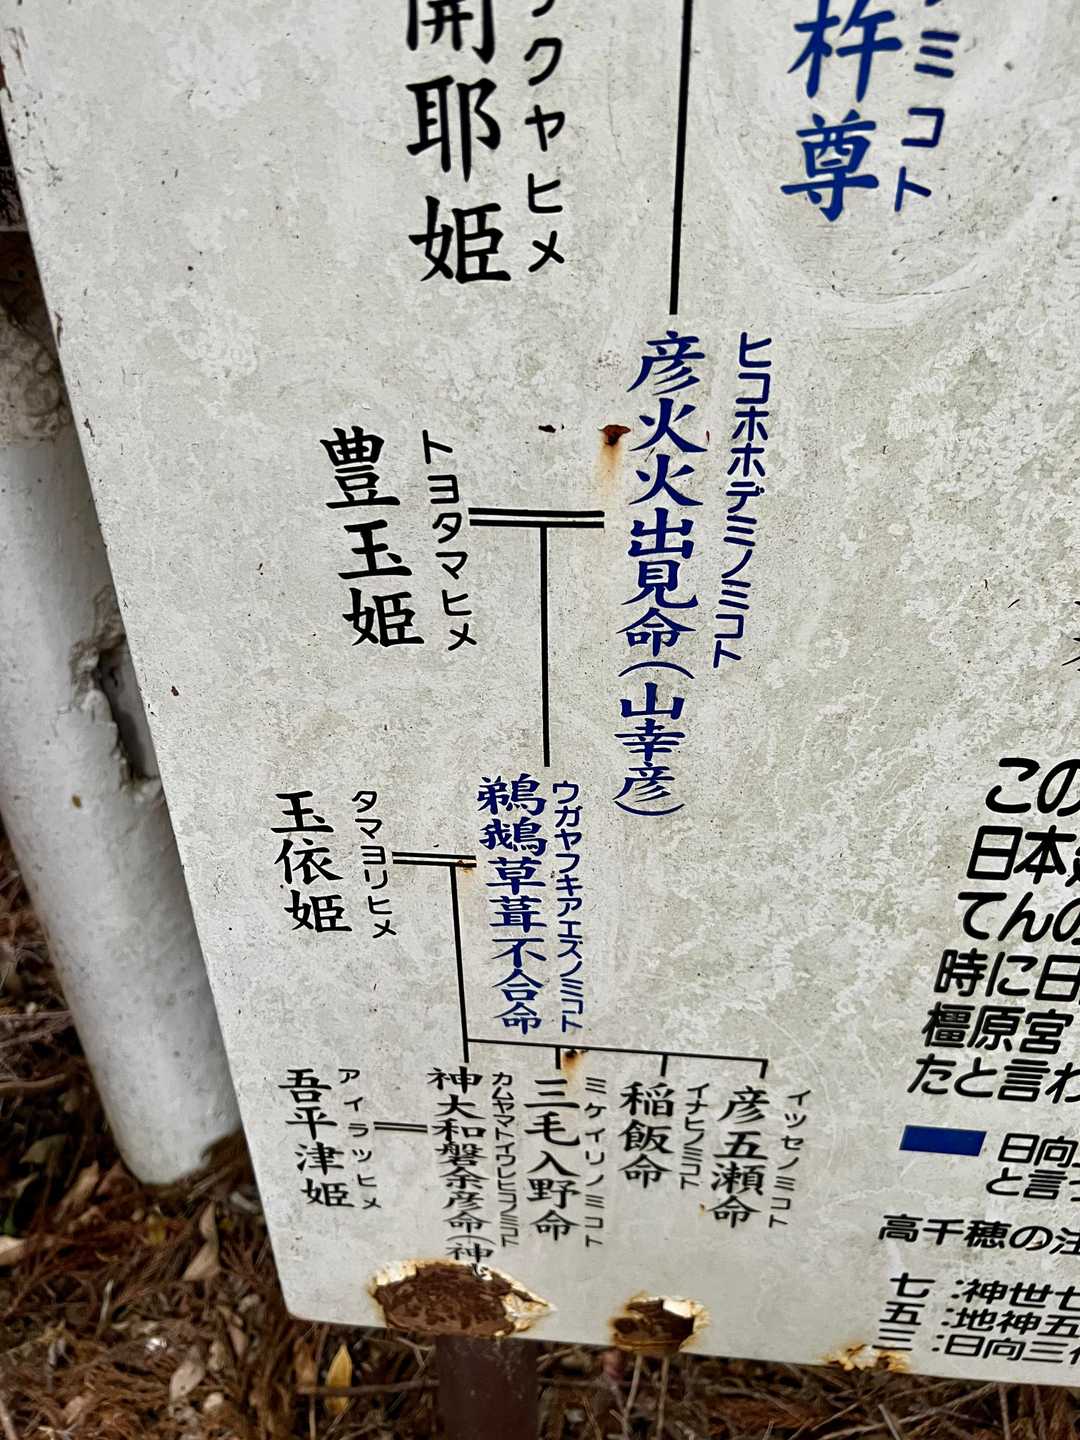 ミコト
杵尊
クヤヒメ
開耶姫
ヒコホホデミノミコト
彦火火出見命(山幸彦)
トヨタマヒメ
豊玉姫
ウガヤフキアエズノミコト
鵜鵝草葺不合命
タマヨリヒメ
玉依姫
イツセノミコト
彦五瀬命
イナヒノミコト
稲飯命
ミケイリノミコト
三毛入野命
カムヤマトイワレヒコノミコト
神大和磐余彦命(神
アイラツヒメ
吾平津姫
この
日本
てんの
時に日
橿原宮
たと言わ
日向
と言っ
高千穂の注
七:神世七
五:地神五
三:日向三代